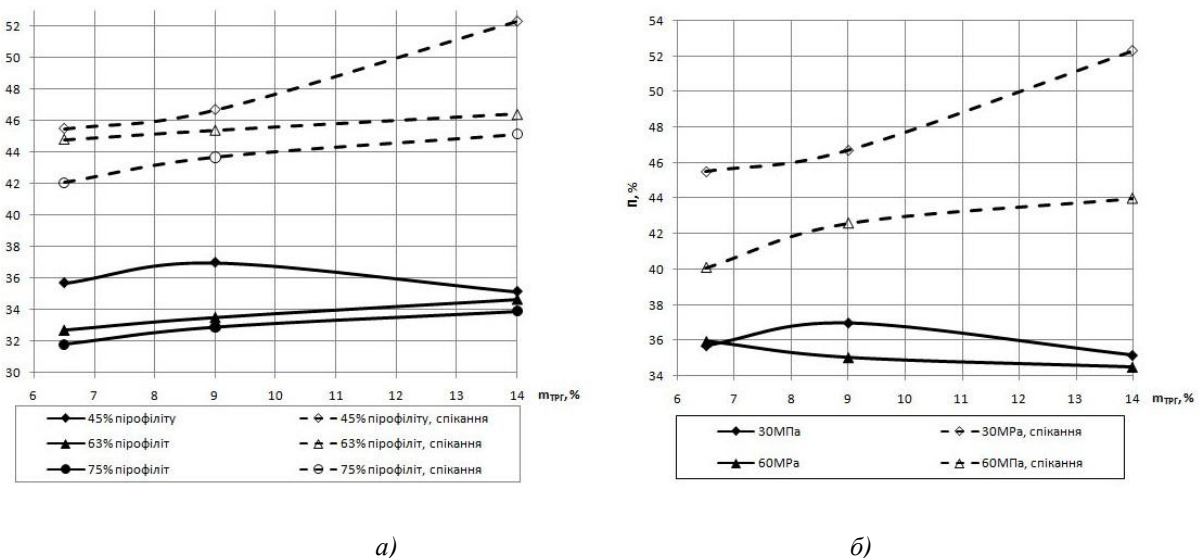 52
50
48
46
44
42
40
38
36
34
32
30
6 7 8 9 10 11 12 13 14 mТРГ, %
45% пірофіліту 45% пірофіліту, спікання
63% пірофіліт 63% пірофіліт, спікання
75% пірофіліт 75% пірофіліт, спікання
а)
П, %
54
52
50
48
46
44
42
40
38
36
34
6 7 8 9 10 11 12 13 14 mТРГ, %
30МПа 30МРа, спікання
60МРа 60МПа, спікання
б)